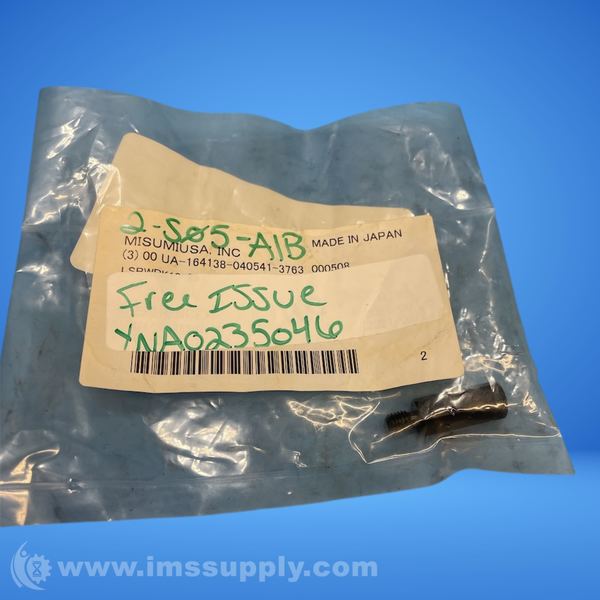 2-S05-A1B
MISUMIUSA, INC MADE IN JAPAN
(3) 00 UA-164138-040541-3763 000508
Free ISSue
YNA0235046
2
www.imssupply.com